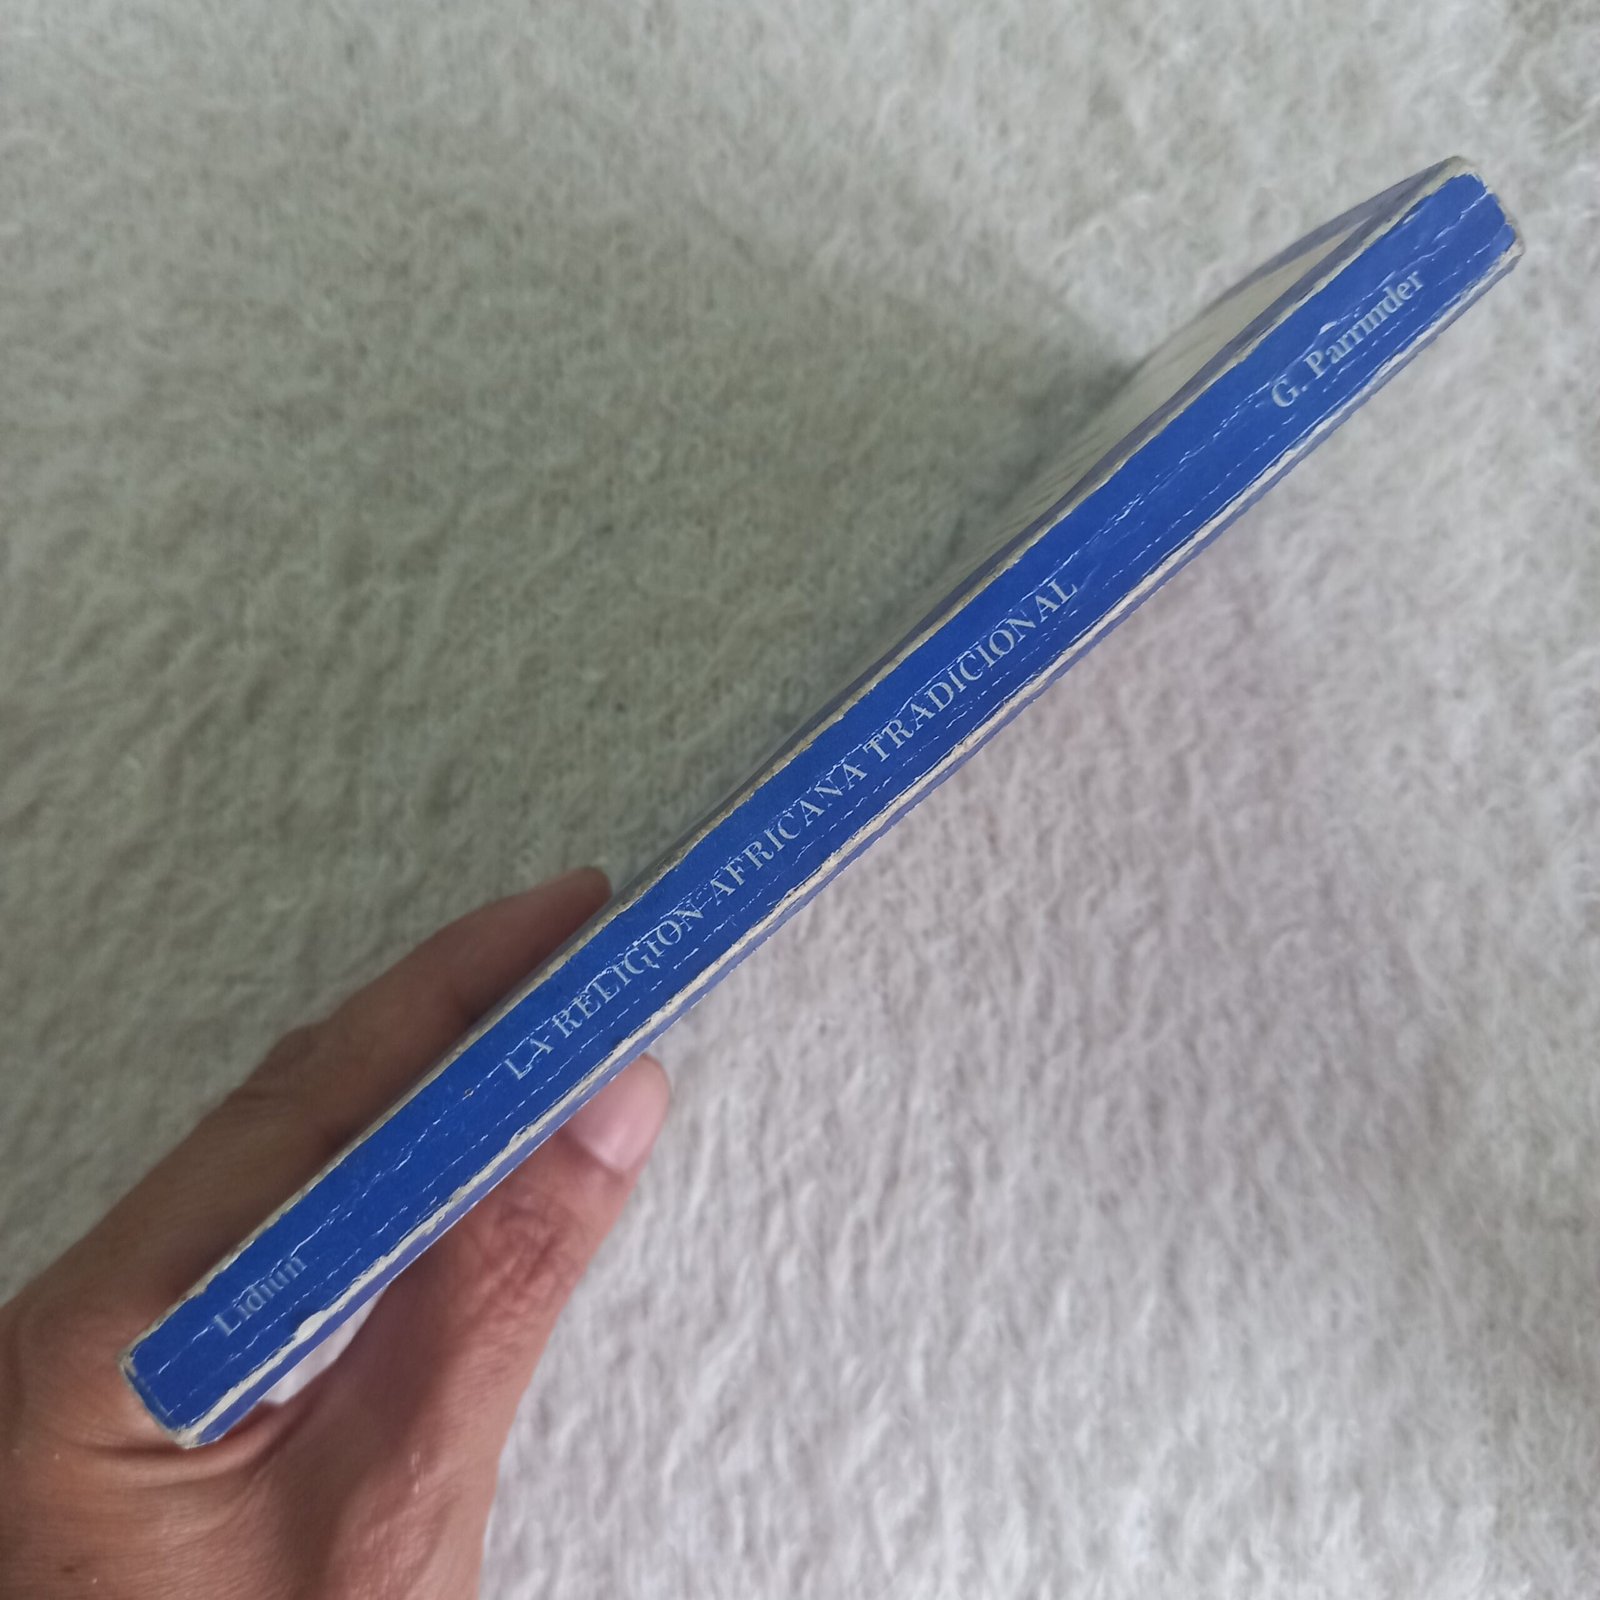 Lidiun
LA RELIGION AFRICANA TRADICIONAL
G. Parrinder